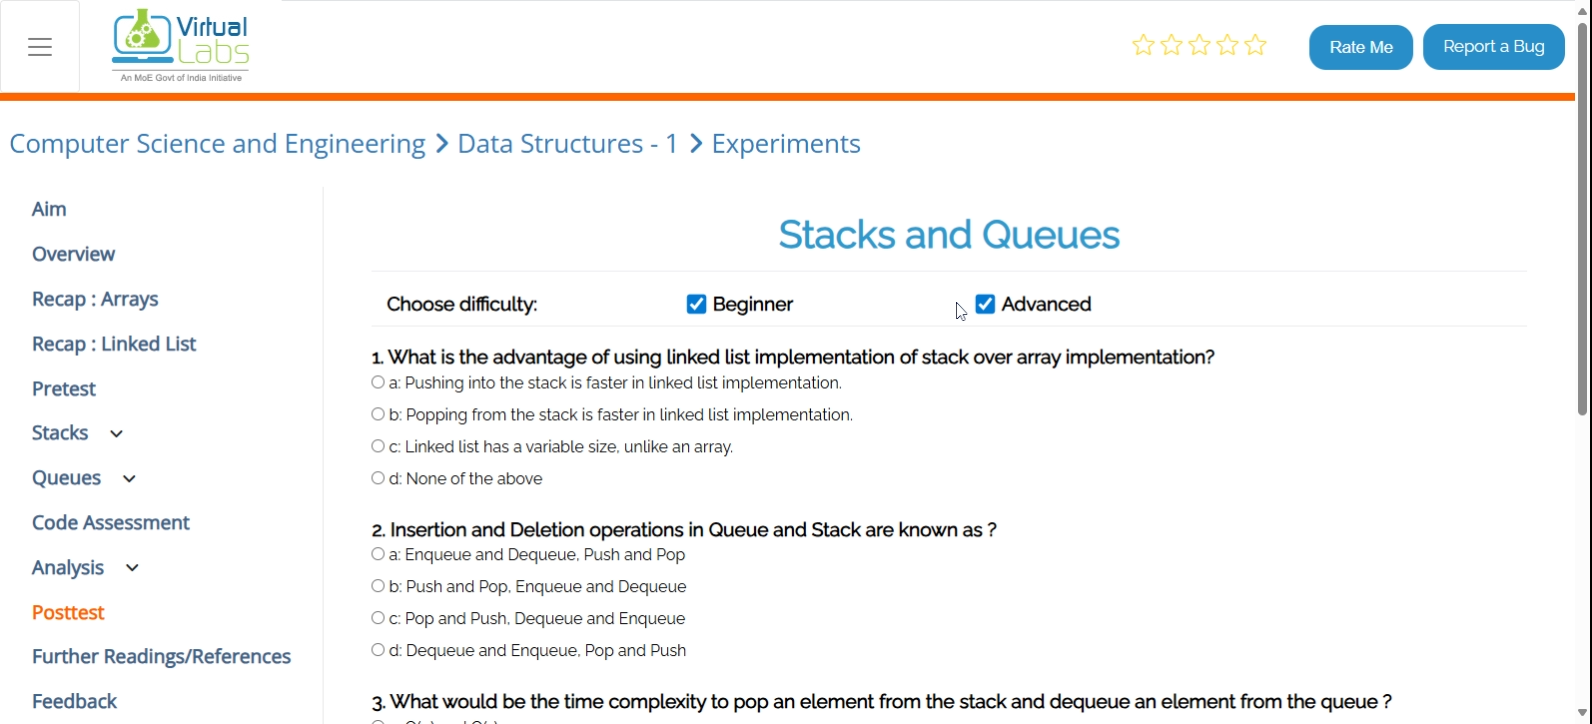 Virtual
Labs
An MoE Govt of India Initiative
Rate Me
Report a Bug
Computer Science and Engineering > Data Structures - 1 > Experiments
Aim
Overview
Recap : Arrays
Recap : Linked List
Pretest
Stacks
Queues
Code Assessment
Analysis
Posttest
Further Readings/References
Feedback
Stacks and Queues
Choose difficulty: Beginner Advanced
1. What is the advantage of using linked list implementation of stack over array implementation?
a: Pushing into the stack is faster in linked list implementation.
b: Popping from the stack is faster in linked list implementation.
c: Linked list has a variable size, unlike an array.
d: None of the above
2. Insertion and Deletion operations in Queue and Stack are known as ?
a: Enqueue and Dequeue, Push and Pop
b: Push and Pop, Enqueue and Dequeue
c: Pop and Push, Dequeue and Enqueue
d: Dequeue and Enqueue, Pop and Push
3. What would be the time complexity to pop an element from the stack and dequeue an element from the queue ?